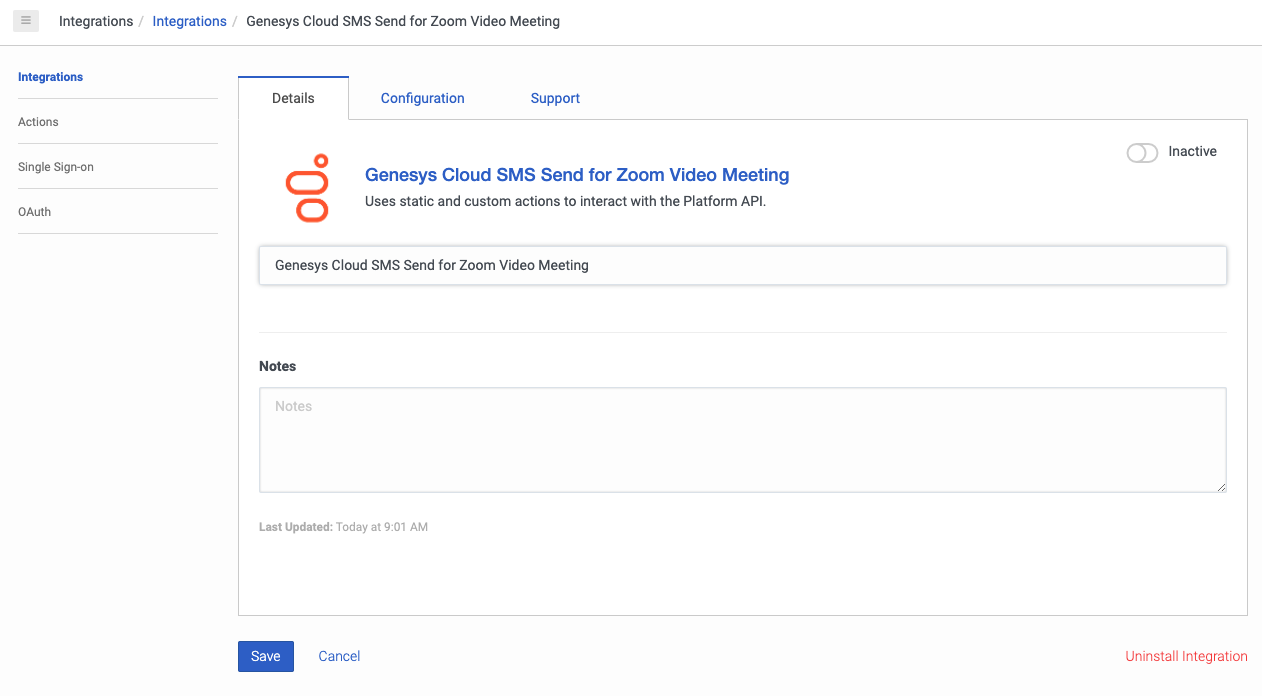 Integrations / Integrations / Genesys Cloud SMS Send for Zoom Video Meeting
Integrations
Actions
Single Sign-on
OAuth
Details Configuration Support
Inactive
Genesys Cloud SMS Send for Zoom Video Meeting
Uses static and custom actions to interact with the Platform API.
Genesys Cloud SMS Send for Zoom Video Meeting
Notes
Notes
Last Updated: Today at 9:01 AM
Save Cancel Uninstall Integration